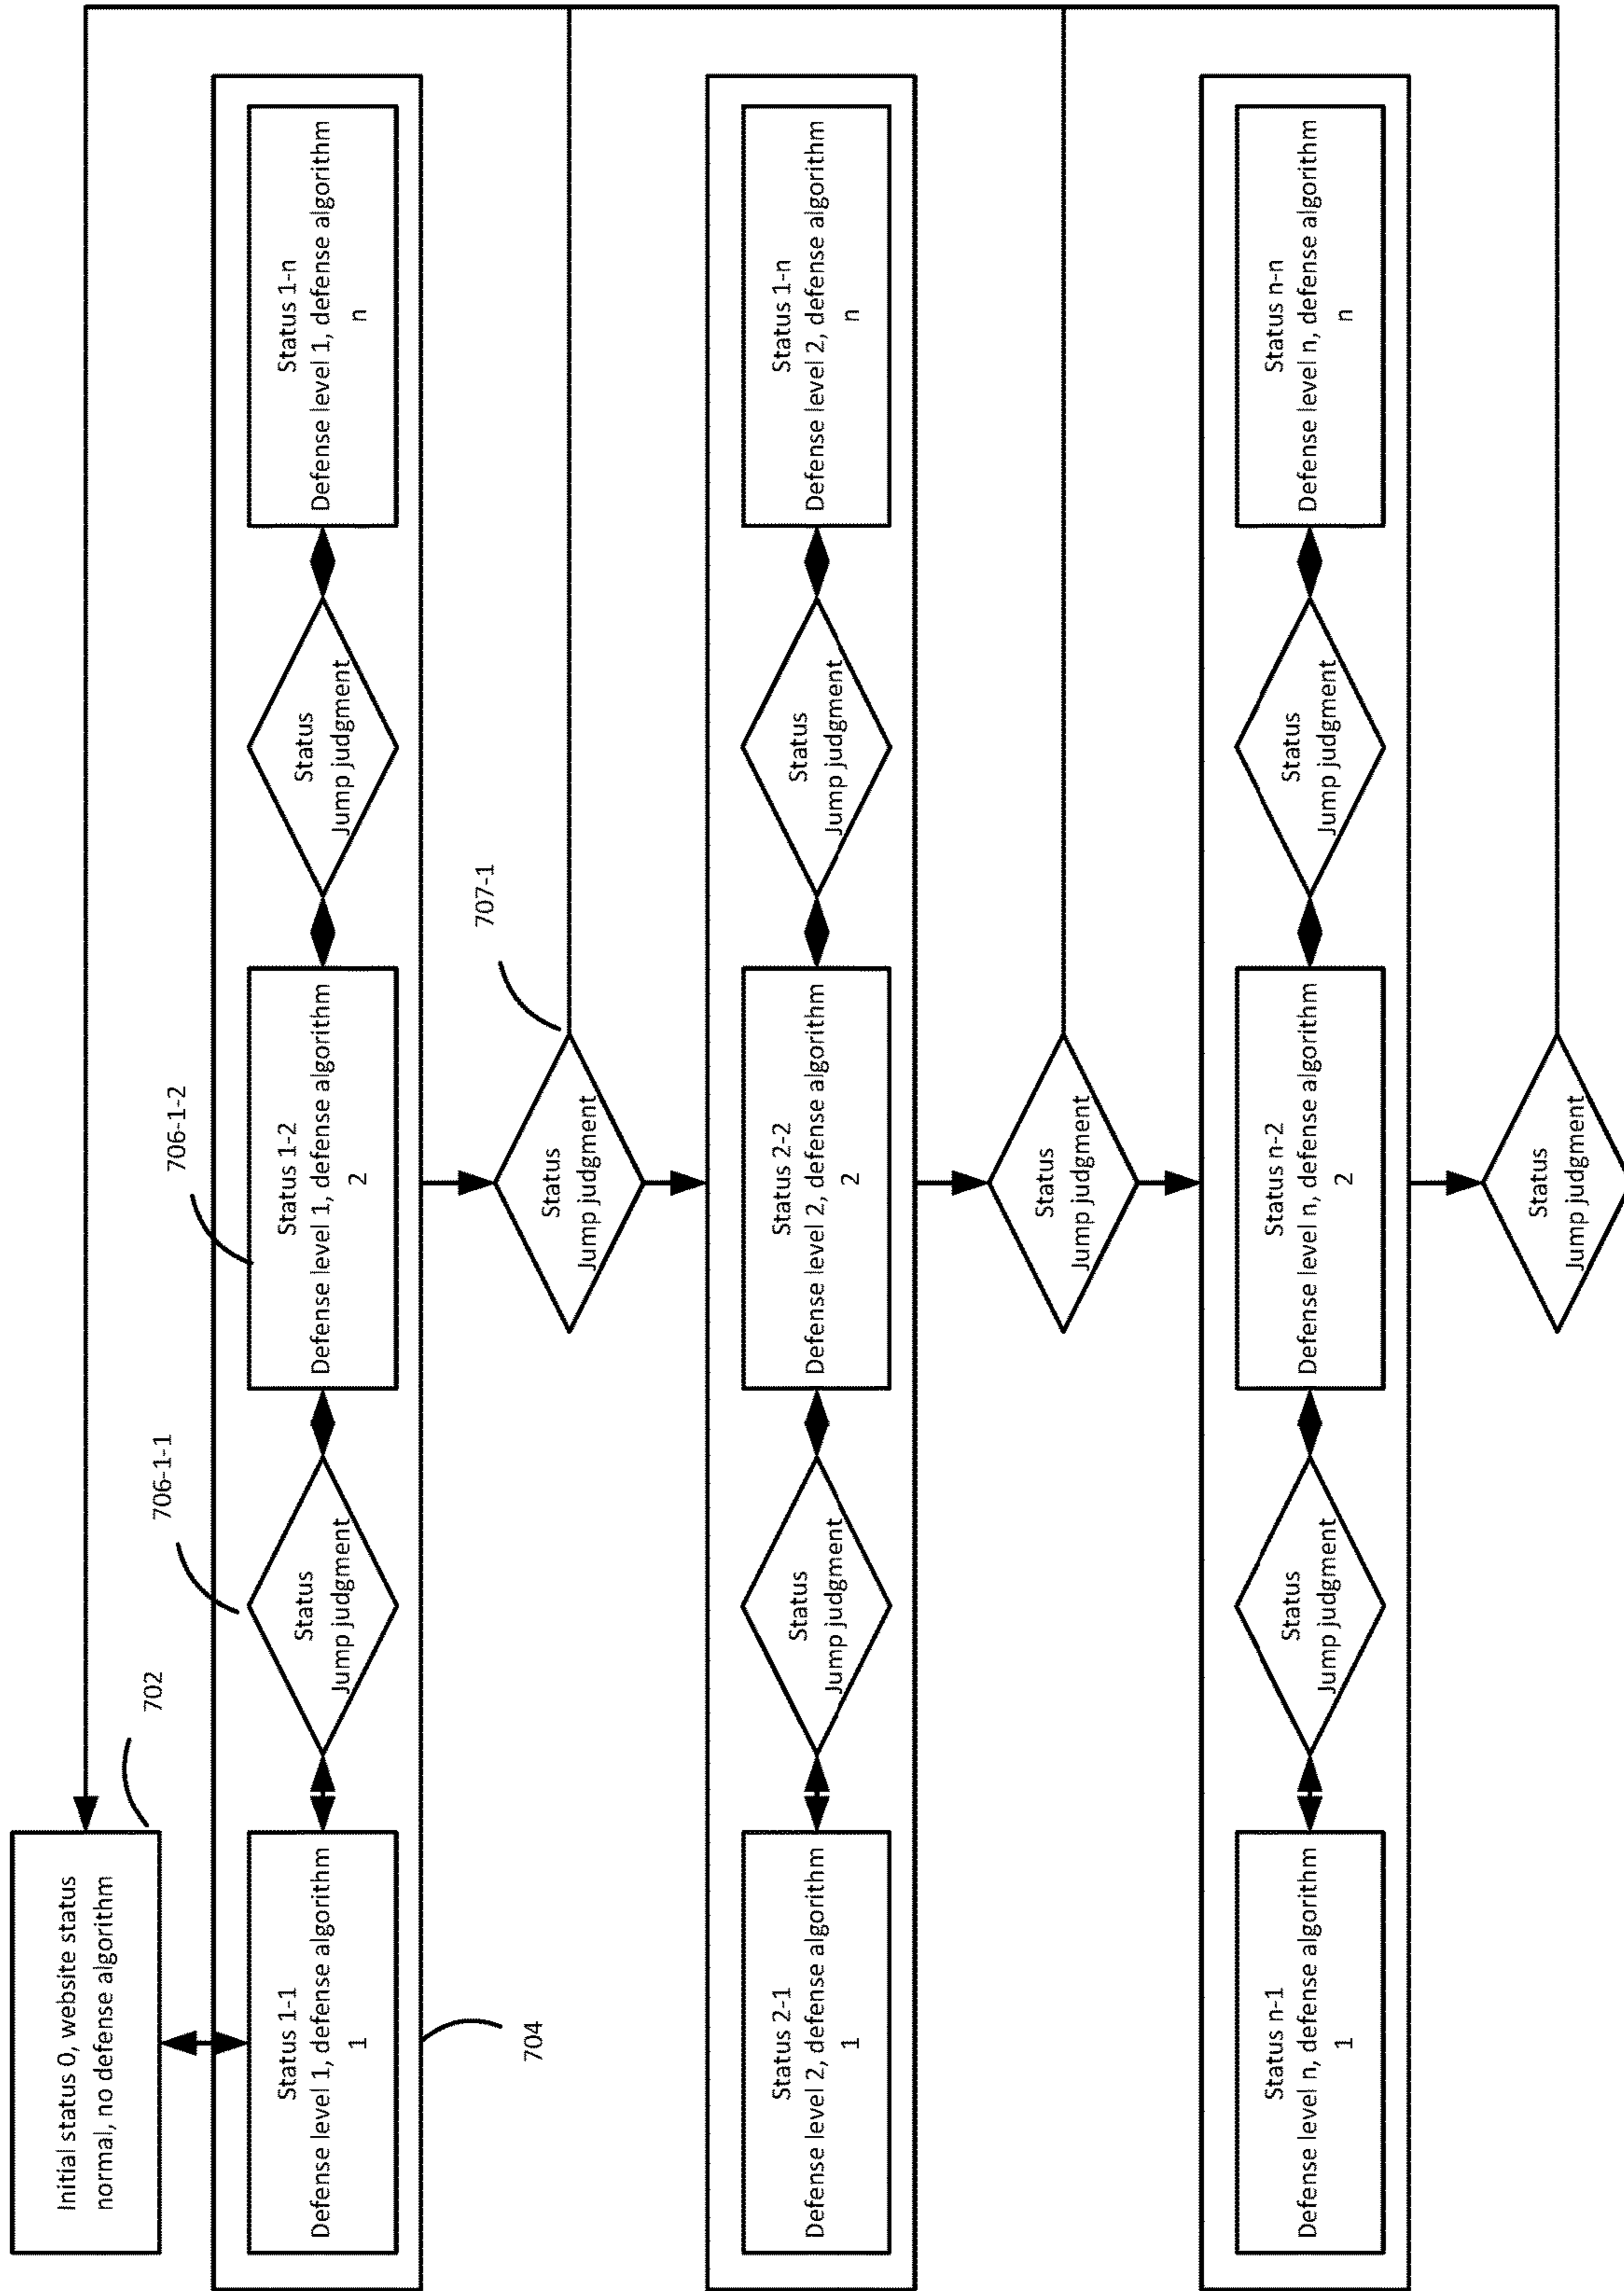 Initial status 0, website status
normal, no defense algorithm
702
Status 1-1
Defense level 1, defense algorithm
1
704
706-1-1
Status
Jump judgment
706-1-2
Status 1-2
Defense level 1, defense algorithm
2
Status
Jump judgment
Status 1-n
Defense level 1, defense algorithm
n
707-1
Status
Jump judgment
Status 2-1
Defense level 2, defense algorithm
1
Status
Jump judgment
Status 2-2
Defense level 2, defense algorithm
2
Status
Jump judgment
Status 1-n
Defense level 2, defense algorithm
n
Status
Jump judgment
Status n-1
Defense level n, defense algorithm
1
Status
Jump judgment
Status n-2
Defense level n, defense algorithm
2
Status
Jump judgment
Status n-n
Defense level n, defense algorithm
n
Status
Jump judgment